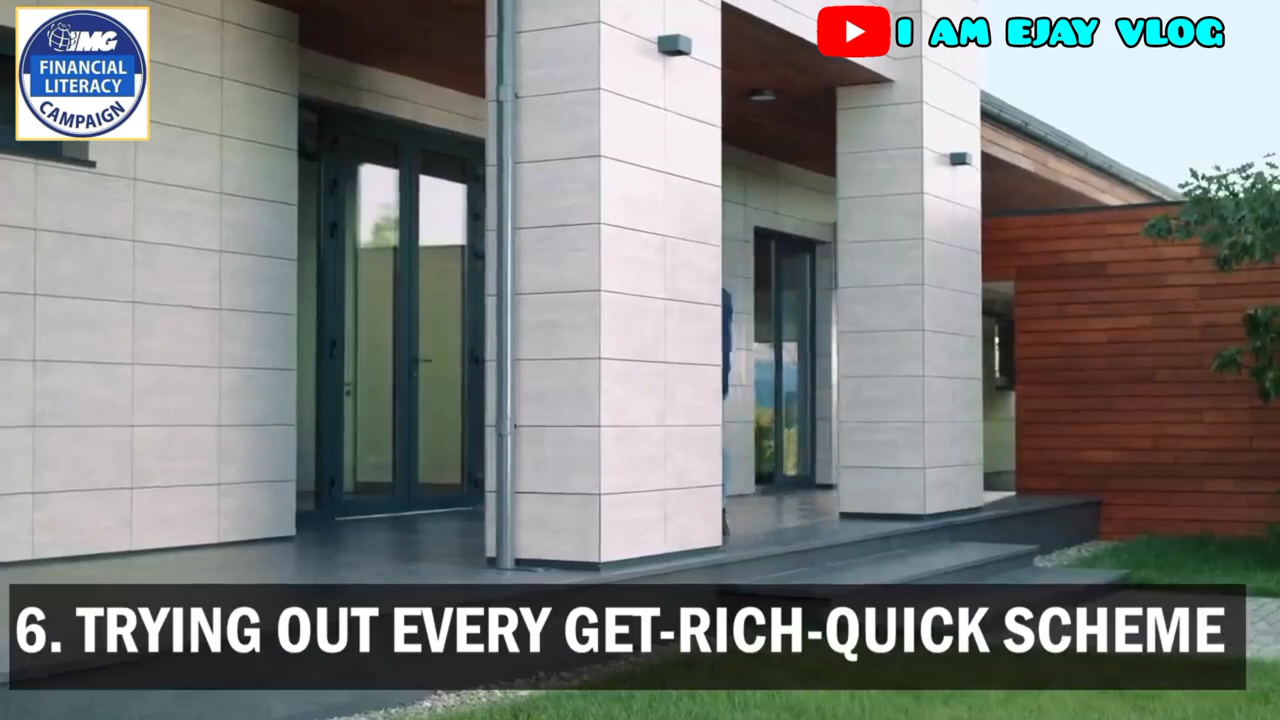 IMG
FINANCIAL
LITERACY
CAMPAIGN
I AM EJAY VLOG
6. TRYING OUT EVERY GET-RICH-QUICK SCHEME